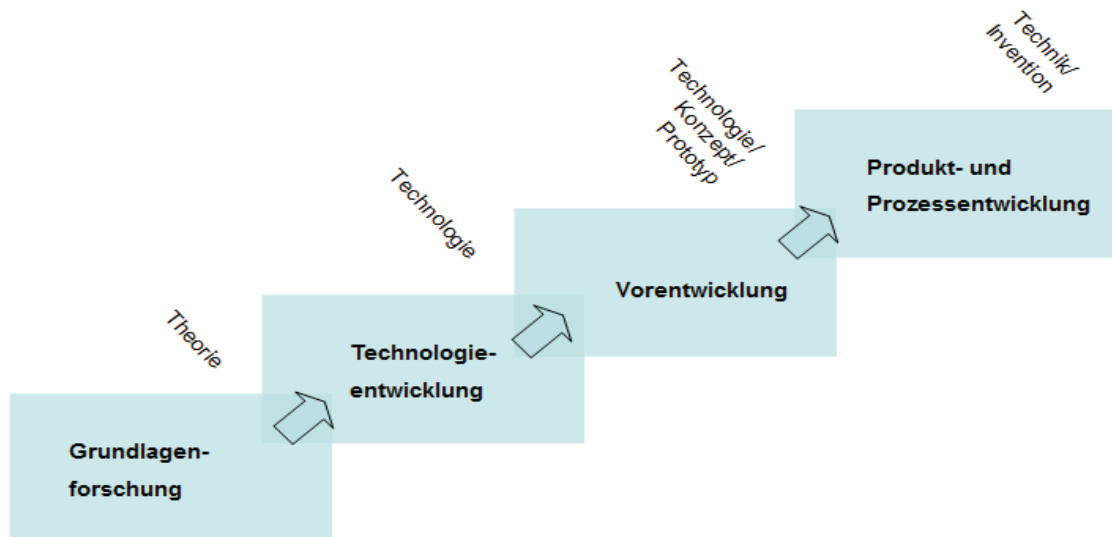 Grundlagen-
forschung
Theorie
Technologie-
entwicklung
Technologie
Vorentwicklung
Technologie/
Konzept/
Prototyp
Produkt- und
Prozessentwicklung
Technik/
Invention